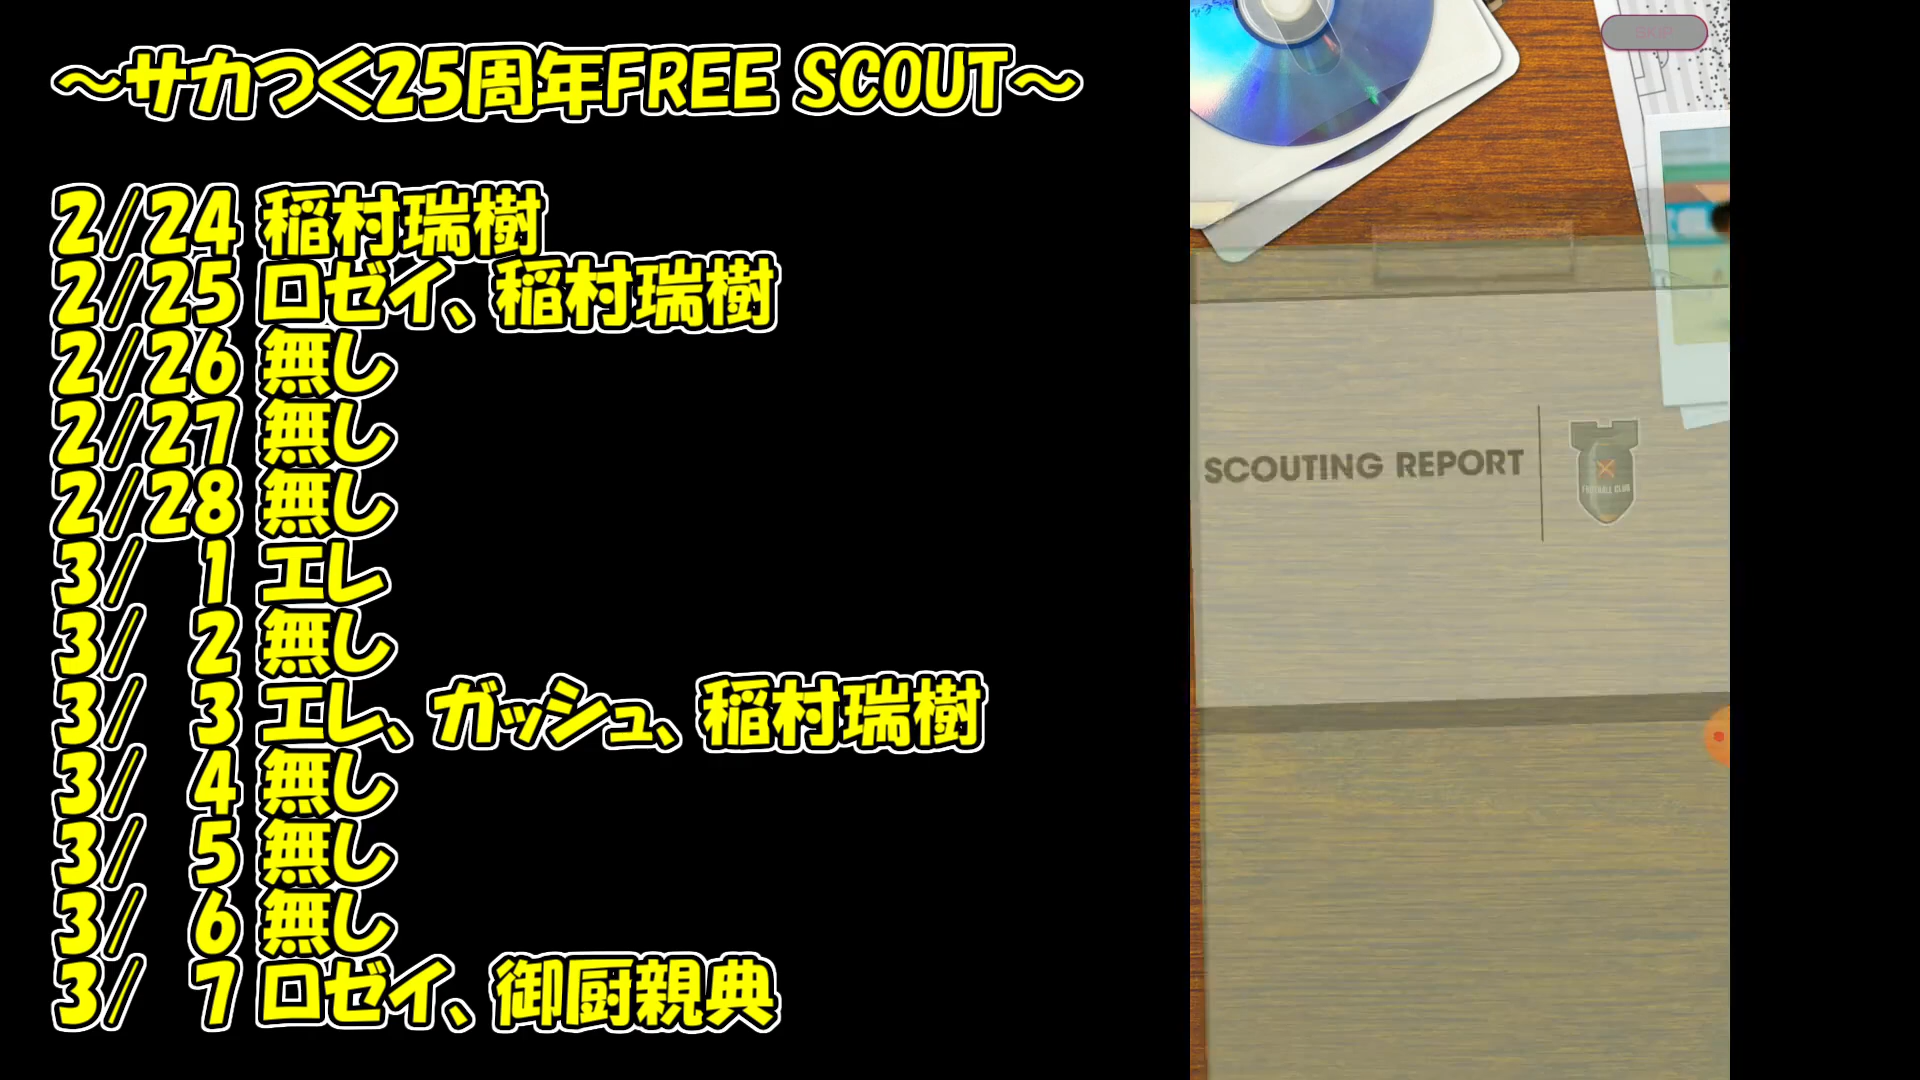 ～サカつく25周年FREE SCOUT～
2/24 稲村瑞樹
2/25 ロゼイ、稲村瑞樹
2/26 無し
2/27 無し
2/28 無し
3/ 1 エレ
3/ 2 無し
3/ 3 エレ、ガッシュ、稲村瑞樹
3/ 4 無し
3/ 5 無し
3/ 6 無し
3/ 7 ロゼイ、御厨親典
SKIP
SCOUTING REPORT
FOOTBALL CLUB